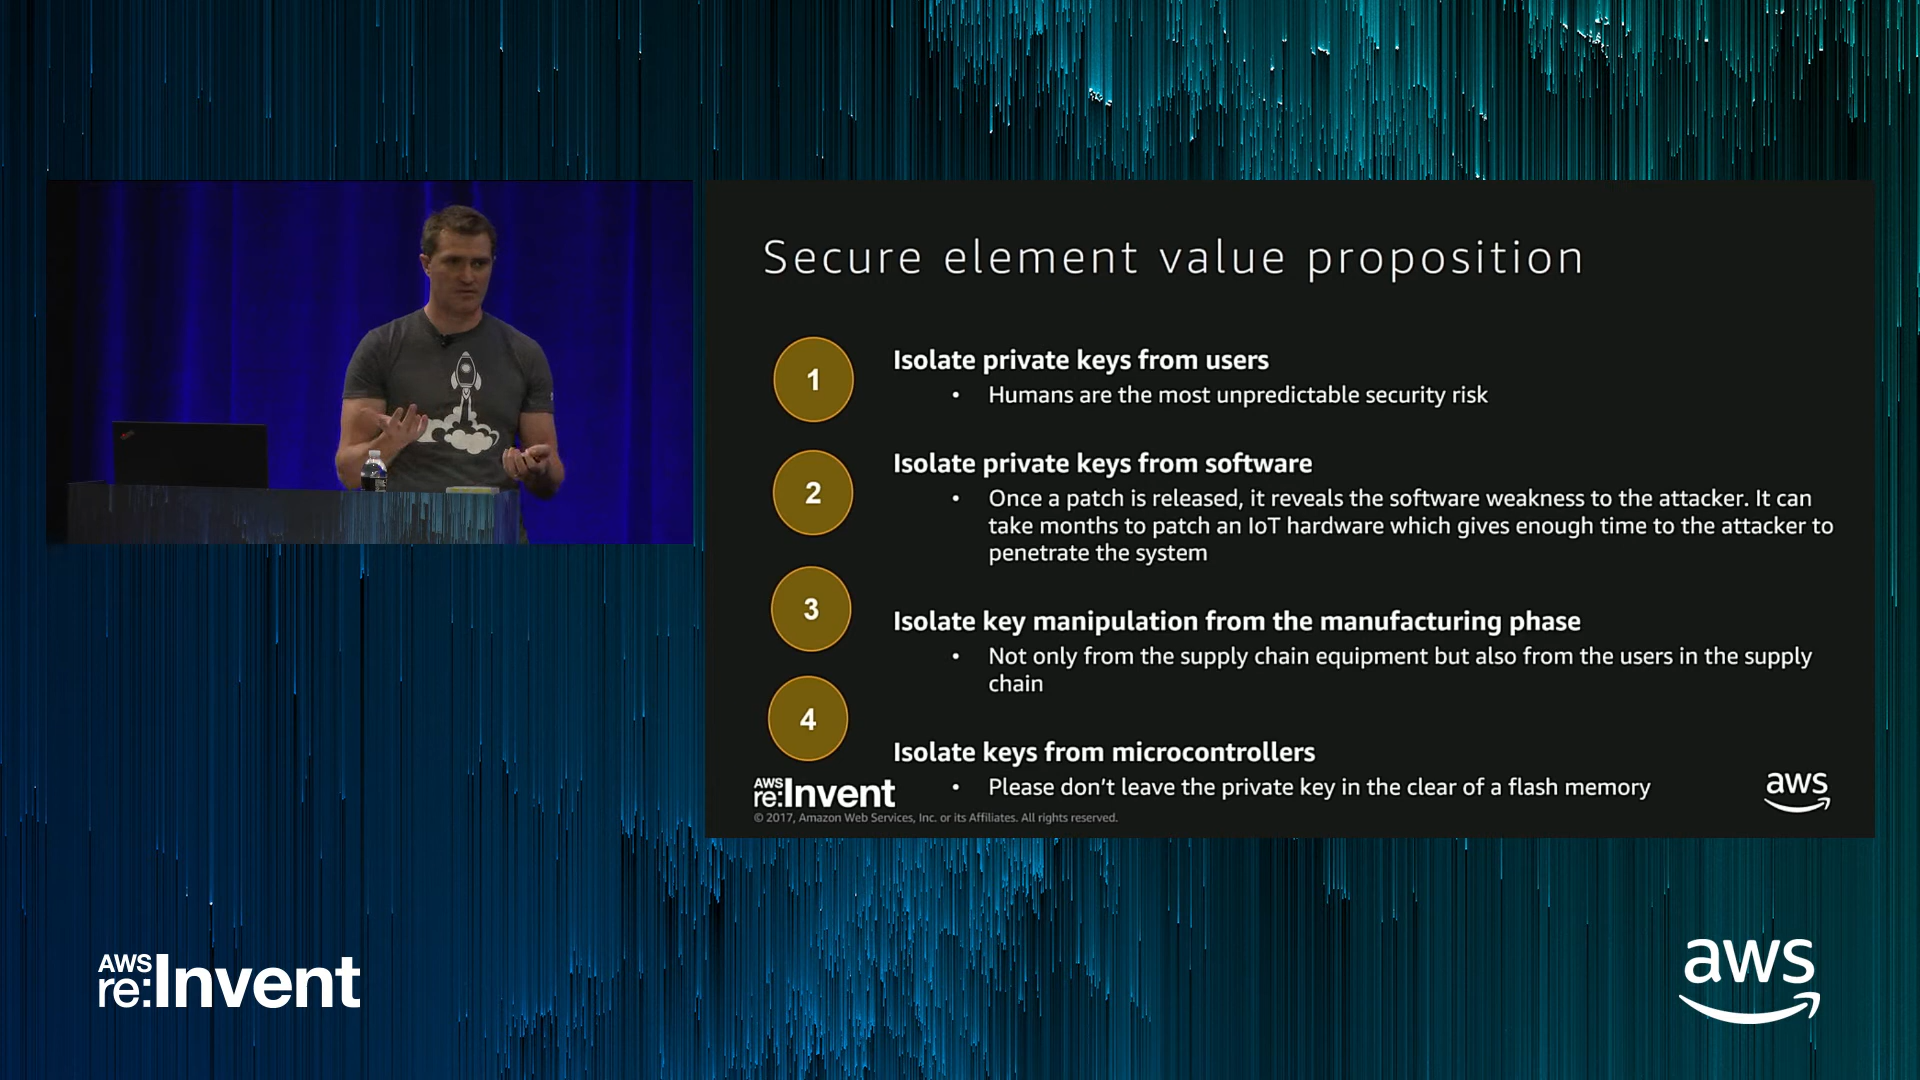 Secure element value proposition
1
Isolate private keys from users
• Humans are the most unpredictable security risk
2
Isolate private keys from software
• Once a patch is released, it reveals the software weakness to the attacker. It can
take months to patch an IoT hardware which gives enough time to the attacker to
penetrate the system
3
Isolate key manipulation from the manufacturing phase
• Not only from the supply chain equipment but also from the users in the supply
chain
4
Isolate keys from microcontrollers
• Please don't leave the private key in the clear of a flash memory
AWS
re:Invent
© 2017, Amazon Web Services, Inc. or its Affiliates. All rights reserved.
aws
AWS
re:Invent
aws